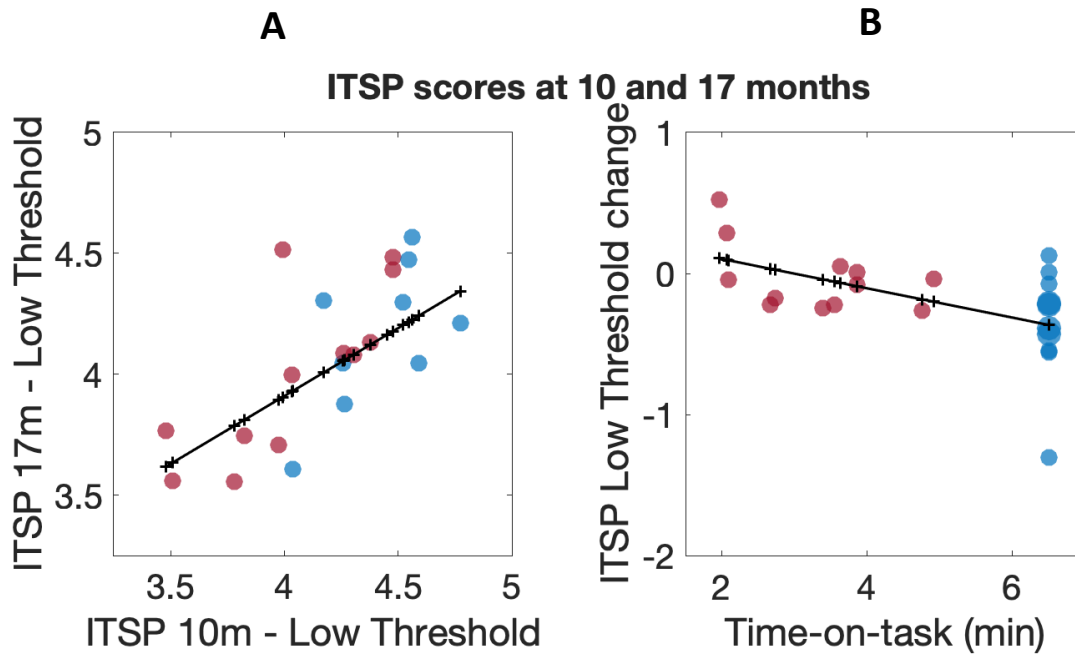 A
B
ITSP scores at 10 and 17 months
ITSP 17m - Low Threshold
5
4.5
4
3.5
3.5
4
4.5
5
ITSP 10m - Low Threshold
ITSP Low Threshold change
1
0
-1
-2
2
4
6
Time-on-task (min)